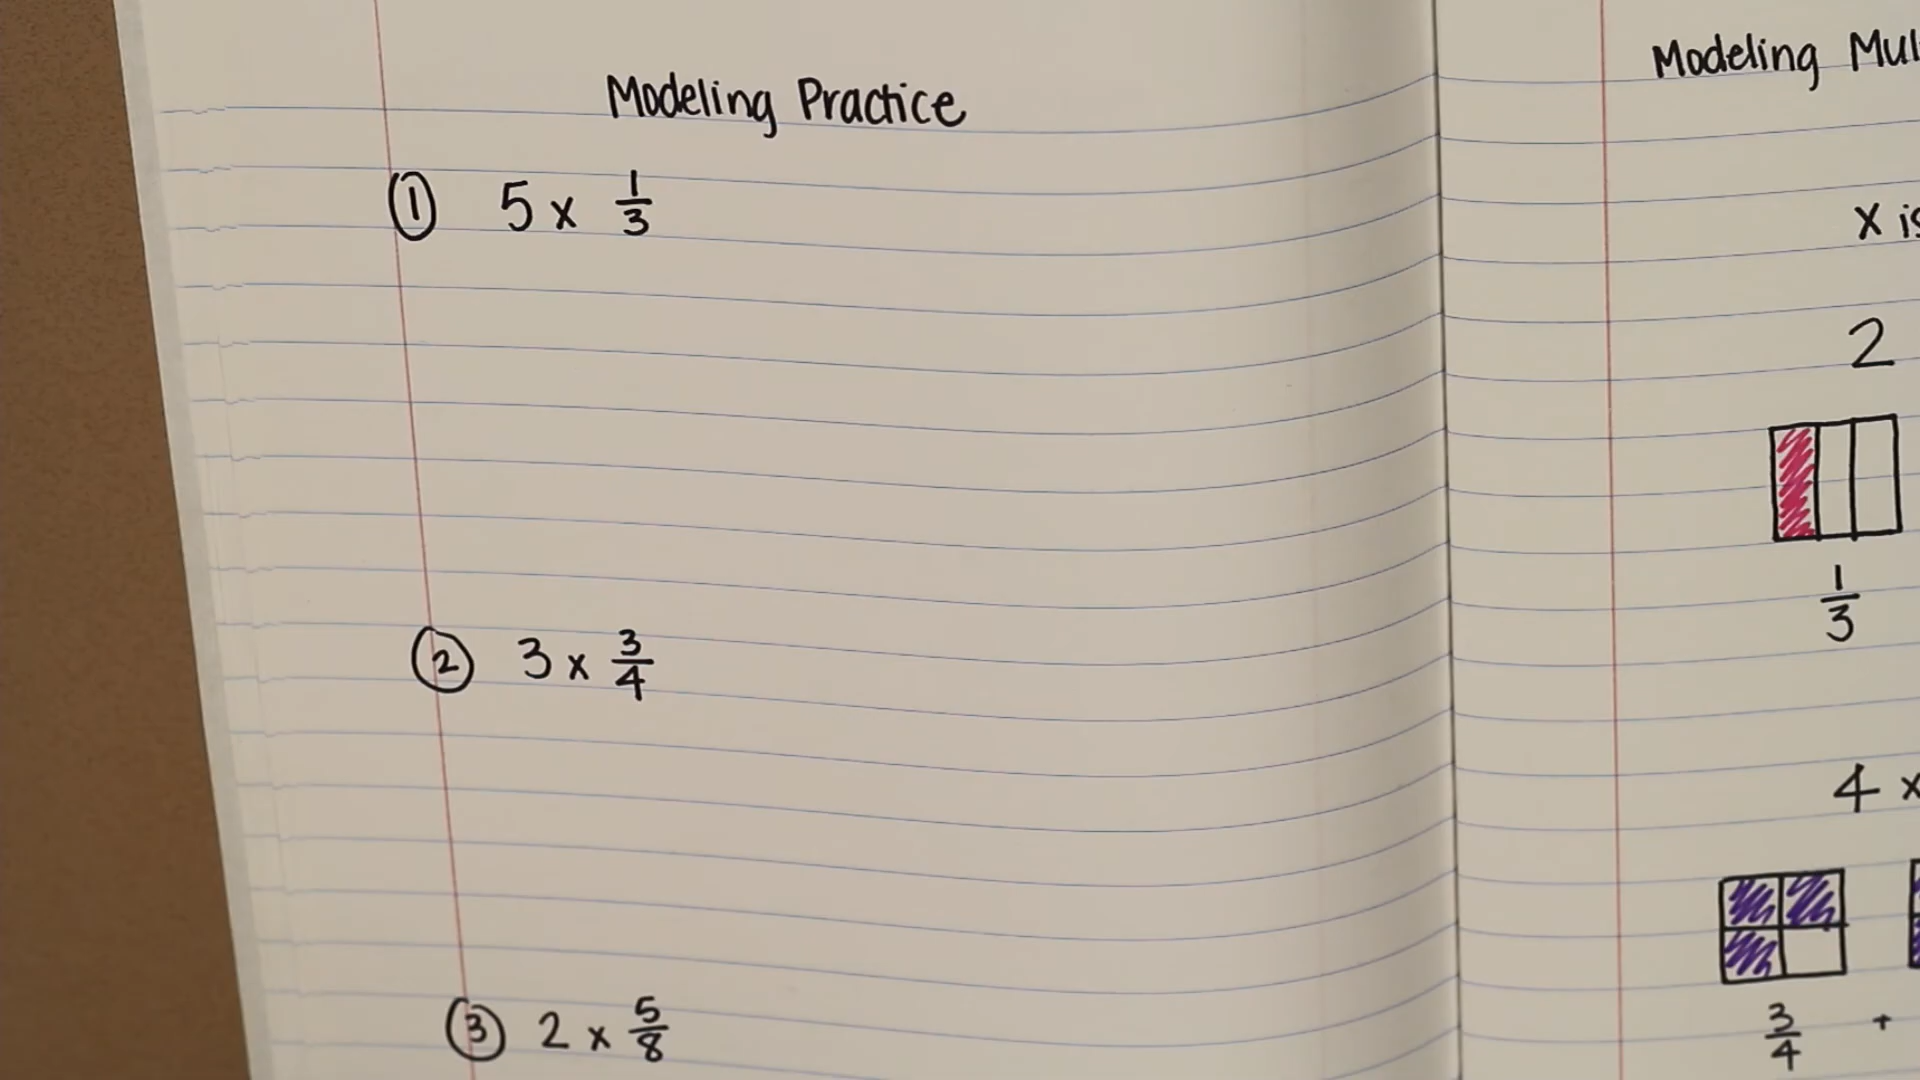 Modeling Practice
① 5 x 1/3
② 3 x 3/4
③ 2 x 5/8
Modeling Mul
x is
2
1/3
4 x
3/4 +